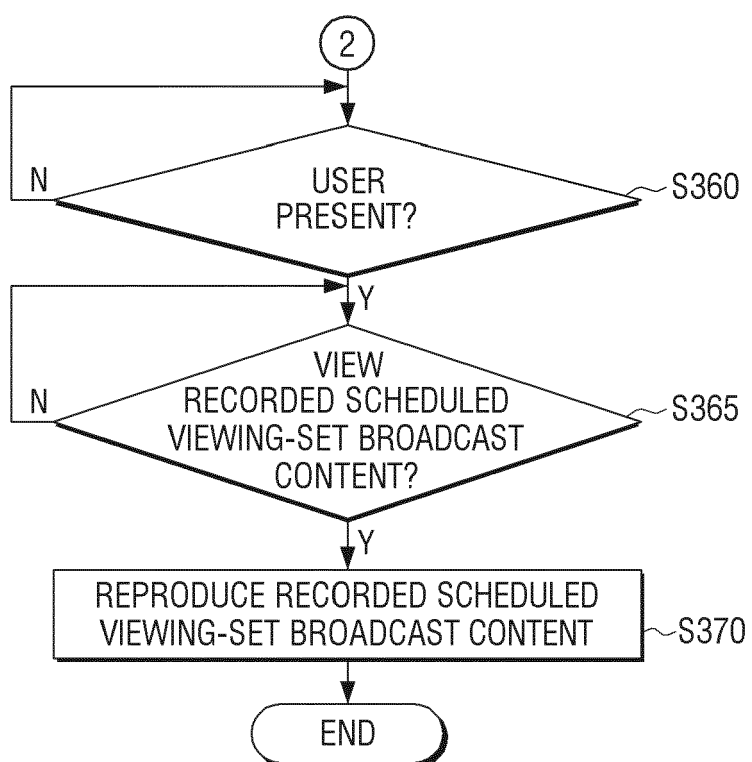 2
USER
PRESENT?
N
S360
Y
VIEW
RECORDED SCHEDULED
VIEWING-SET BROADCAST
CONTENT?
N
S365
Y
REPRODUCE RECORDED SCHEDULED
VIEWING-SET BROADCAST CONTENT
S370
END